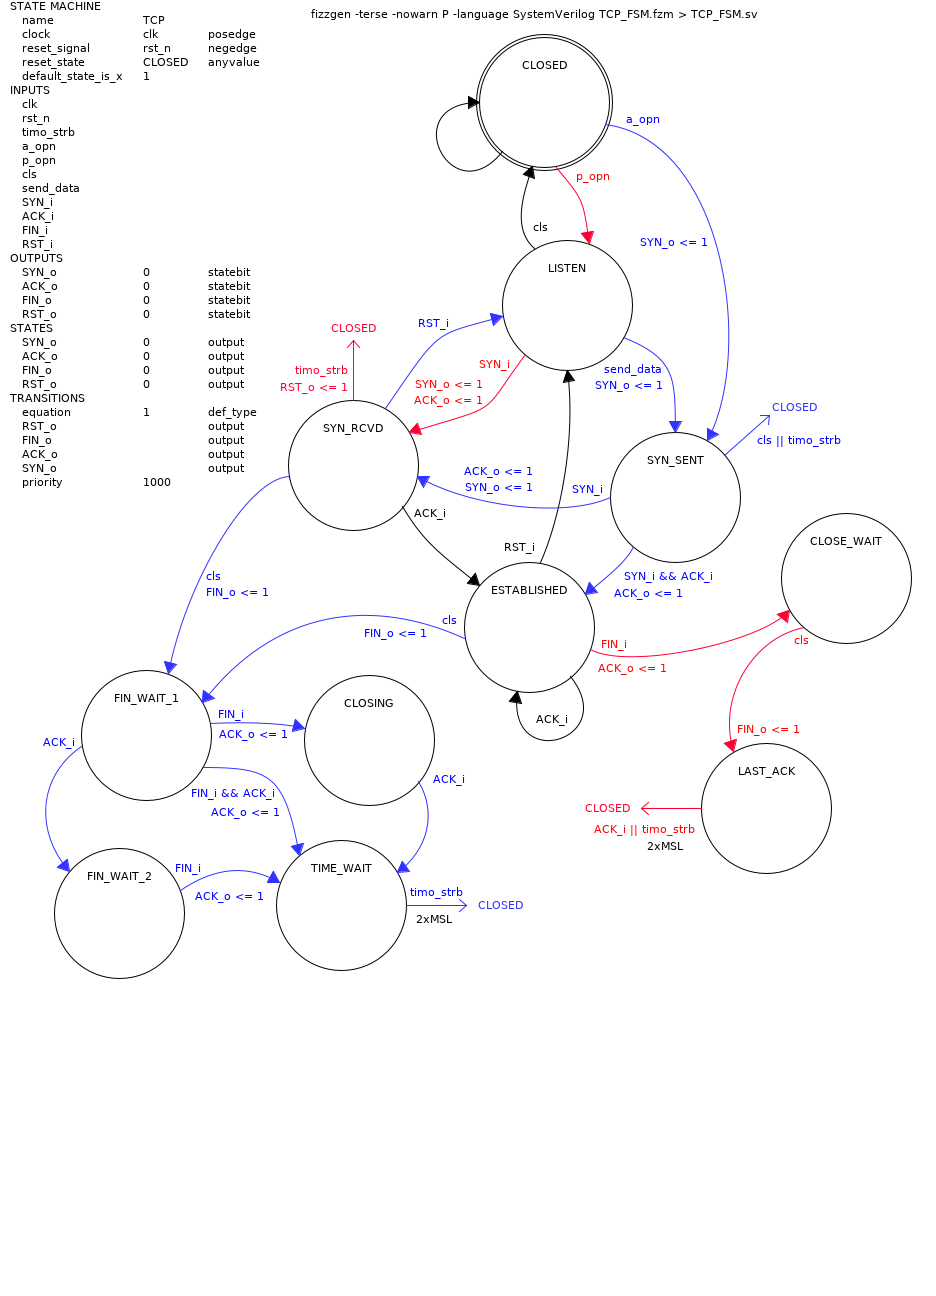 STATE MACHINE
name TCP
clock clk posedge
reset_signal rst_n negedge
reset_state CLOSED anyvalue
default_state_is_x 1
INPUTS
clk
rst_n
timo_strb
a_opn
p_opn
cls
send_data
SYN_i
ACK_i
FIN_i
RST_i
OUTPUTS
SYN_o 0 statebit
ACK_o 0 statebit
FIN_o 0 statebit
RST_o 0 statebit
STATES
SYN_o 0 output
ACK_o 0 output
FIN_o 0 output
RST_o 0 output
TRANSITIONS
equation 1 def_type
RST_o output
FIN_o output
ACK_o output
SYN_o output
priority 1000
fizzgen -terse -nowarn P -language SystemVerilog TCP_FSM.fzm > TCP_FSM.sv
CLOSED
a_opn
p_opn
cls
SYN_o <= 1
LISTEN
CLOSED
RST_i
timo_strb
RST_o <= 1
SYN_i
SYN_o <= 1
ACK_o <= 1
send_data
SYN_o <= 1
CLOSED
cls || timo_strb
SYN_RCVD
SYN_SENT
ACK_o <= 1
SYN_o <= 1
SYN_i
ACK_i
CLOSE_WAIT
RST_i
ESTABLISHED
SYN_i && ACK_i
ACK_o <= 1
cls
FIN_o <= 1
cls
FIN_o <= 1
FIN_i
ACK_o <= 1
cls
FIN_WAIT_1
CLOSING
FIN_i
ACK_o <= 1
ACK_i
ACK_i
FIN_o <= 1
LAST_ACK
ACK_i
FIN_i && ACK_i
ACK_o <= 1
CLOSED
ACK_i || timo_strb
2xMSL
FIN_WAIT_2
FIN_i
ACK_o <= 1
TIME_WAIT
timo_strb
CLOSED
2xMSL